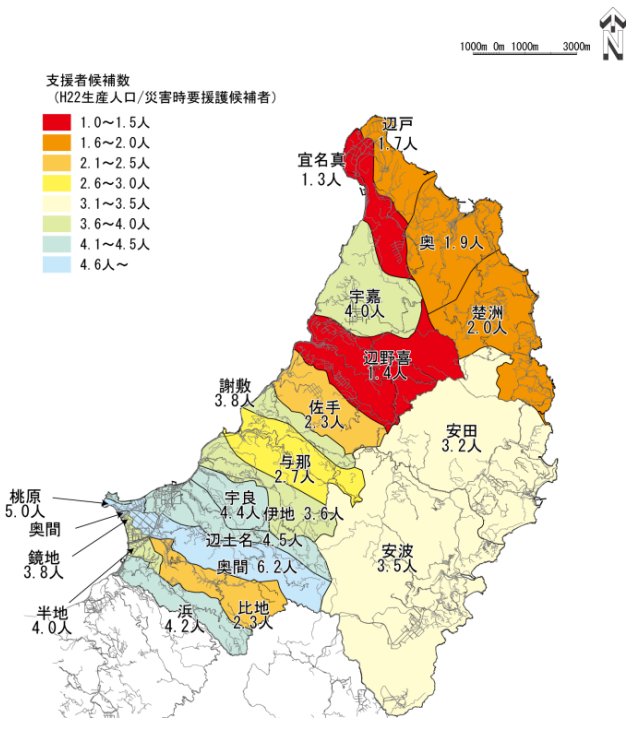 1000m 0m 1000m 3000m
N
支援者候補数
（H22生産人口/災害時要援護候補者）
1.0～1.5人
1.6～2.0人
2.1～2.5人
2.6～3.0人
3.1～3.5人
3.6～4.0人
4.1～4.5人
4.6人～
辺戸
1.7人
宜名真
1.3人
奥 1.9人
宇嘉
4.0人
楚洲
2.0人
辺野喜
1.4人
謝敷
3.8人
佐手
2.3人
安田
3.2人
与那
2.7人
桃原
5.0人
宇良
4.4人
伊地 3.6人
奥間
辺土名 4.5人
安波
3.5人
鏡地
3.8人
奥間 6.2人
半地
4.0人
浜
4.2人
比地
2.3人